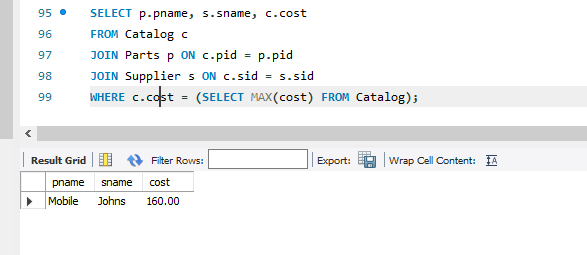 95 SELECT p.pname, s.sname, c.cost
96 FROM Catalog c
97 JOIN Parts p ON c.pid = p.pid
98 JOIN Supplier s ON c.sid = s.sid
99 WHERE c.cost = (SELECT MAX(cost) FROM Catalog);
Result Grid Filter Rows: Export: Wrap Cell Content: IA
pname sname cost
Mobile Johns 160.00